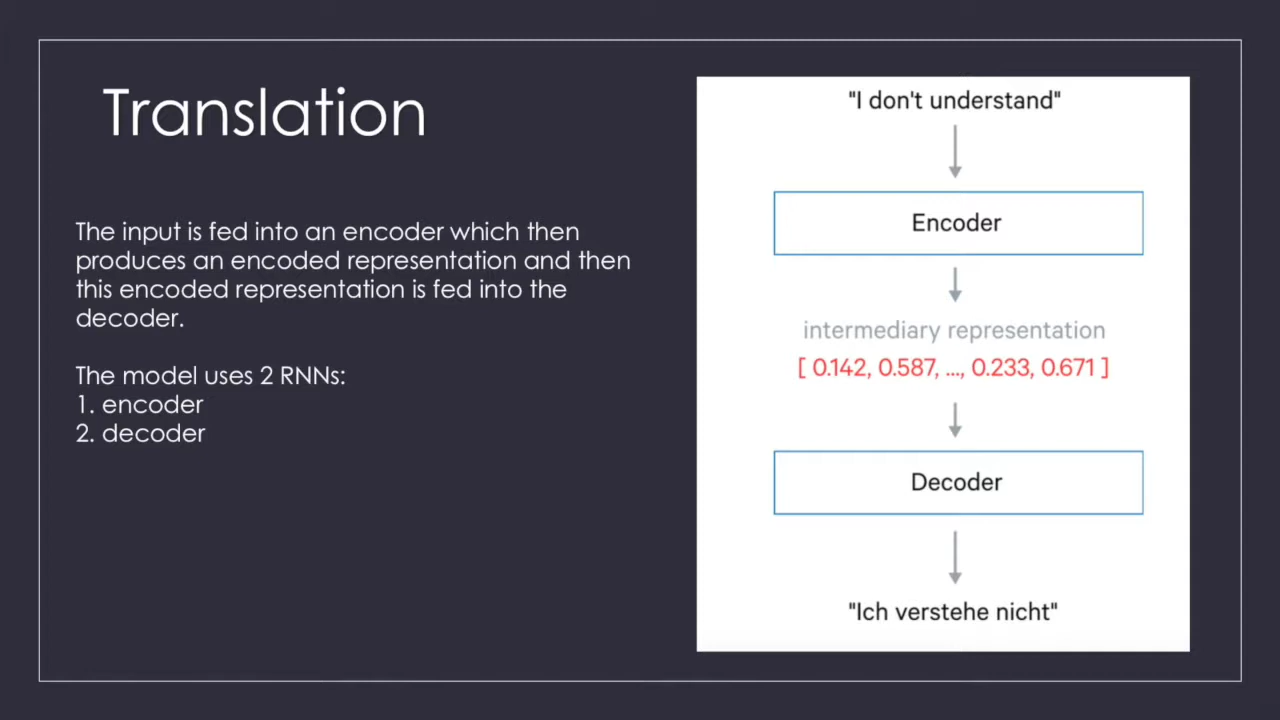 Translation
The input is fed into an encoder which then
produces an encoded representation and then
this encoded representation is fed into the
decoder.
The model uses 2 RNNs:
1. encoder
2. decoder
"I don't understand"
Encoder
intermediary representation
[ 0.142, 0.587, ..., 0.233, 0.671 ]
Decoder
"Ich verstehe nicht"